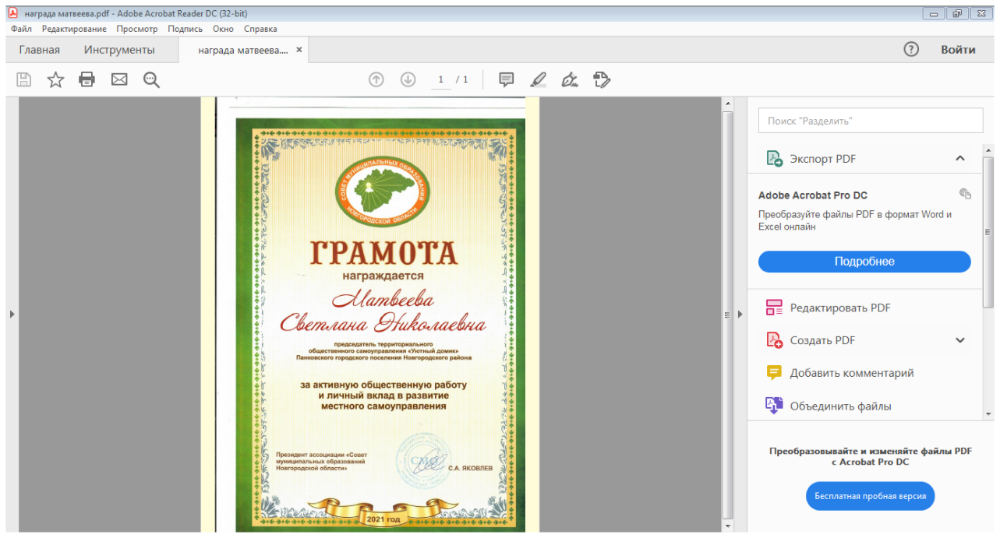 награда матвеева.pdf - Adobe Acrobat Reader DC (32-bit)
Файл Редактирование Просмотр Подпись Окно Справка
Главная Инструменты награда матвеева.... × ? Войти
1 / 1
СОВЕТ МУНИЦИПАЛЬНЫХ ОБРАЗОВАНИЙ
НОВГОРОДСКОЙ ОБЛАСТИ
ГРАМОТА
награждается
Матвеева
Светлана Николаевна
председатель территориального
общественного самоуправления «Уютный домик»
Панковского городского поселения Новгородского района
за активную общественную работу
и личный вклад в развитие
местного самоуправления
Президент ассоциации «Совет
муниципальных образований
Новгородской области»
СМО
С.А. ЯКОВЛЕВ
2021 год
Поиск "Разделить"
Экспорт PDF
Adobe Acrobat Pro DC
Преобразуйте файлы PDF в формат Word и
Excel онлайн
Подробнее
Редактировать PDF
Создать PDF
Добавить комментарий
Объединить файлы
Преобразовывайте и изменяйте файлы PDF
с Acrobat Pro DC
Бесплатная пробная версия